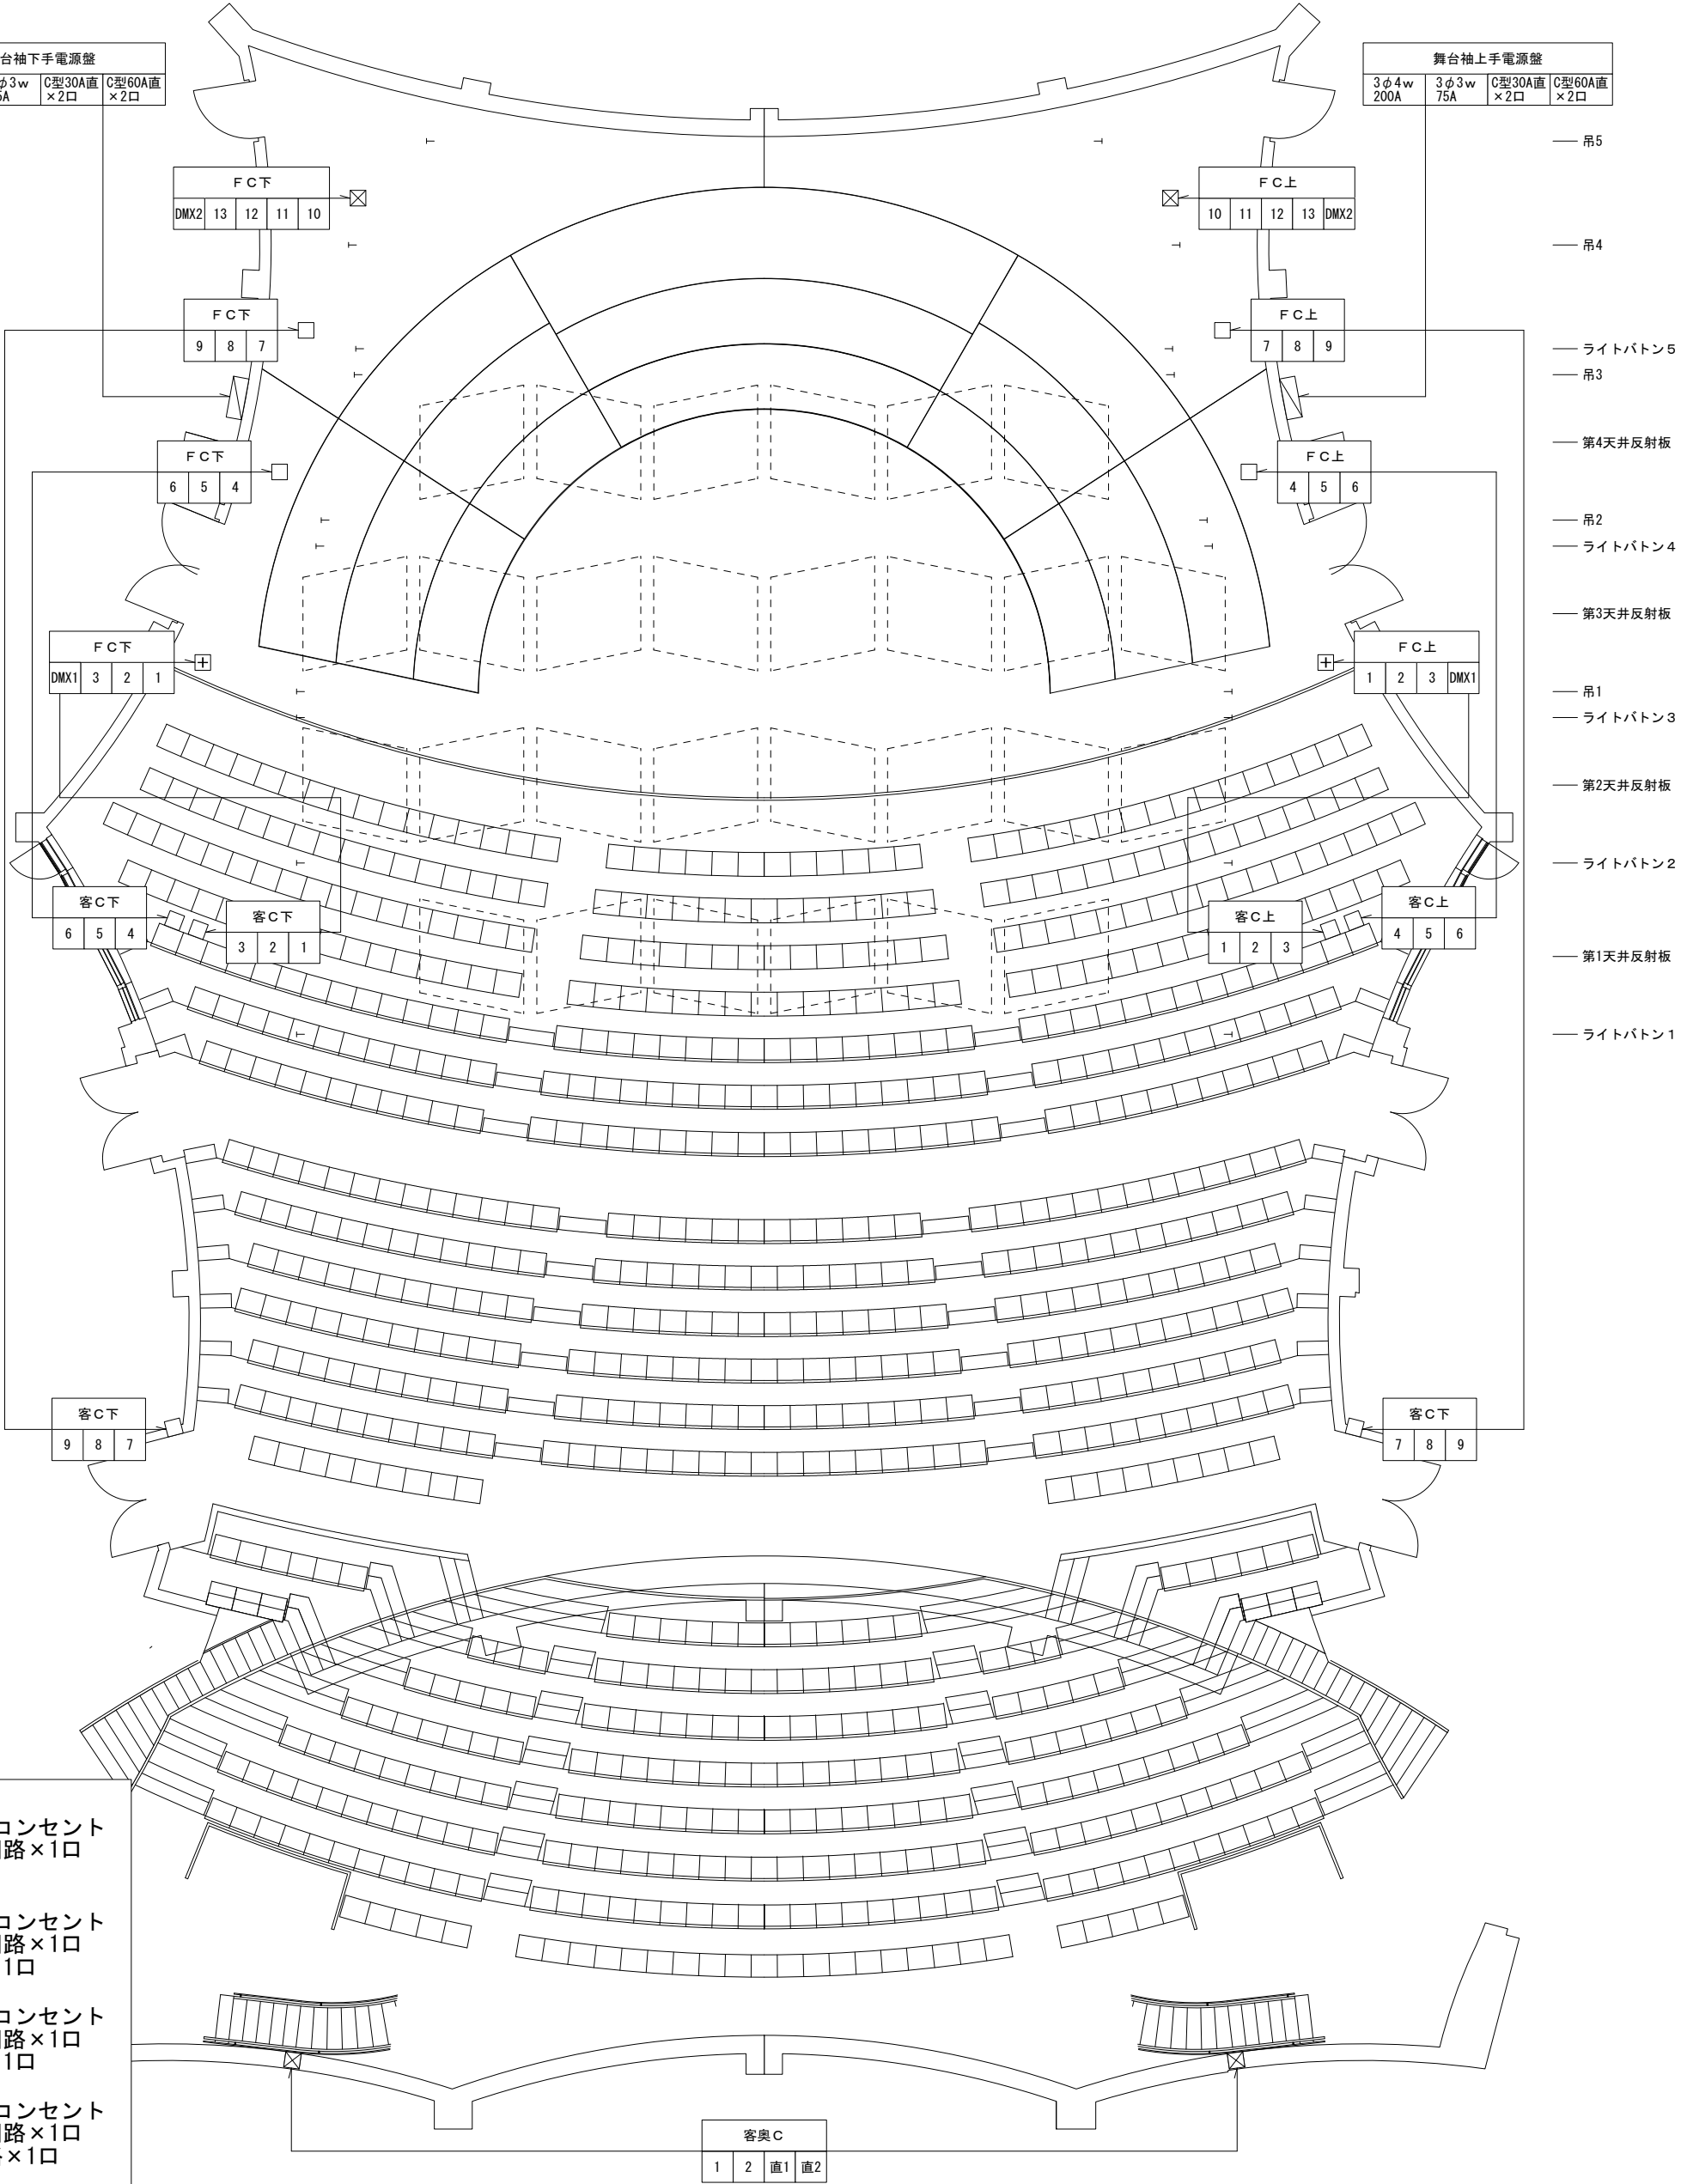 台袖下手電源盤
φ3w C型30A直 C型60A直
×2口 ×2口
舞台袖上手電源盤
3φ4w 3φ3w C型30A直 C型60A直
200A 75A ×2口 ×2口
吊5
FC下
DMX2 13 12 11 10
FC上
10 11 12 13 DMX2
吊4
FC下
9 8 7
FC上
7 8 9
ライトバトン5
吊3
第4天井反射板
FC下
6 5 4
FC上
4 5 6
吊2
ライトバトン4
第3天井反射板
FC下
DMX1 3 2 1
FC上
1 2 3 DMX1
吊1
ライトバトン3
第2天井反射板
ライトバトン2
客C下
6 5 4
客C下
3 2 1
客C上
1 2 3
客C上
4 5 6
第1天井反射板
ライトバトン1
客C下
9 8 7
客C下
7 8 9
コンセント
路×1口
コンセント
路×1口
1口
コンセント
路×1口
1口
コンセント
路×1口
×1口
客奥C
1 2 直1 直2